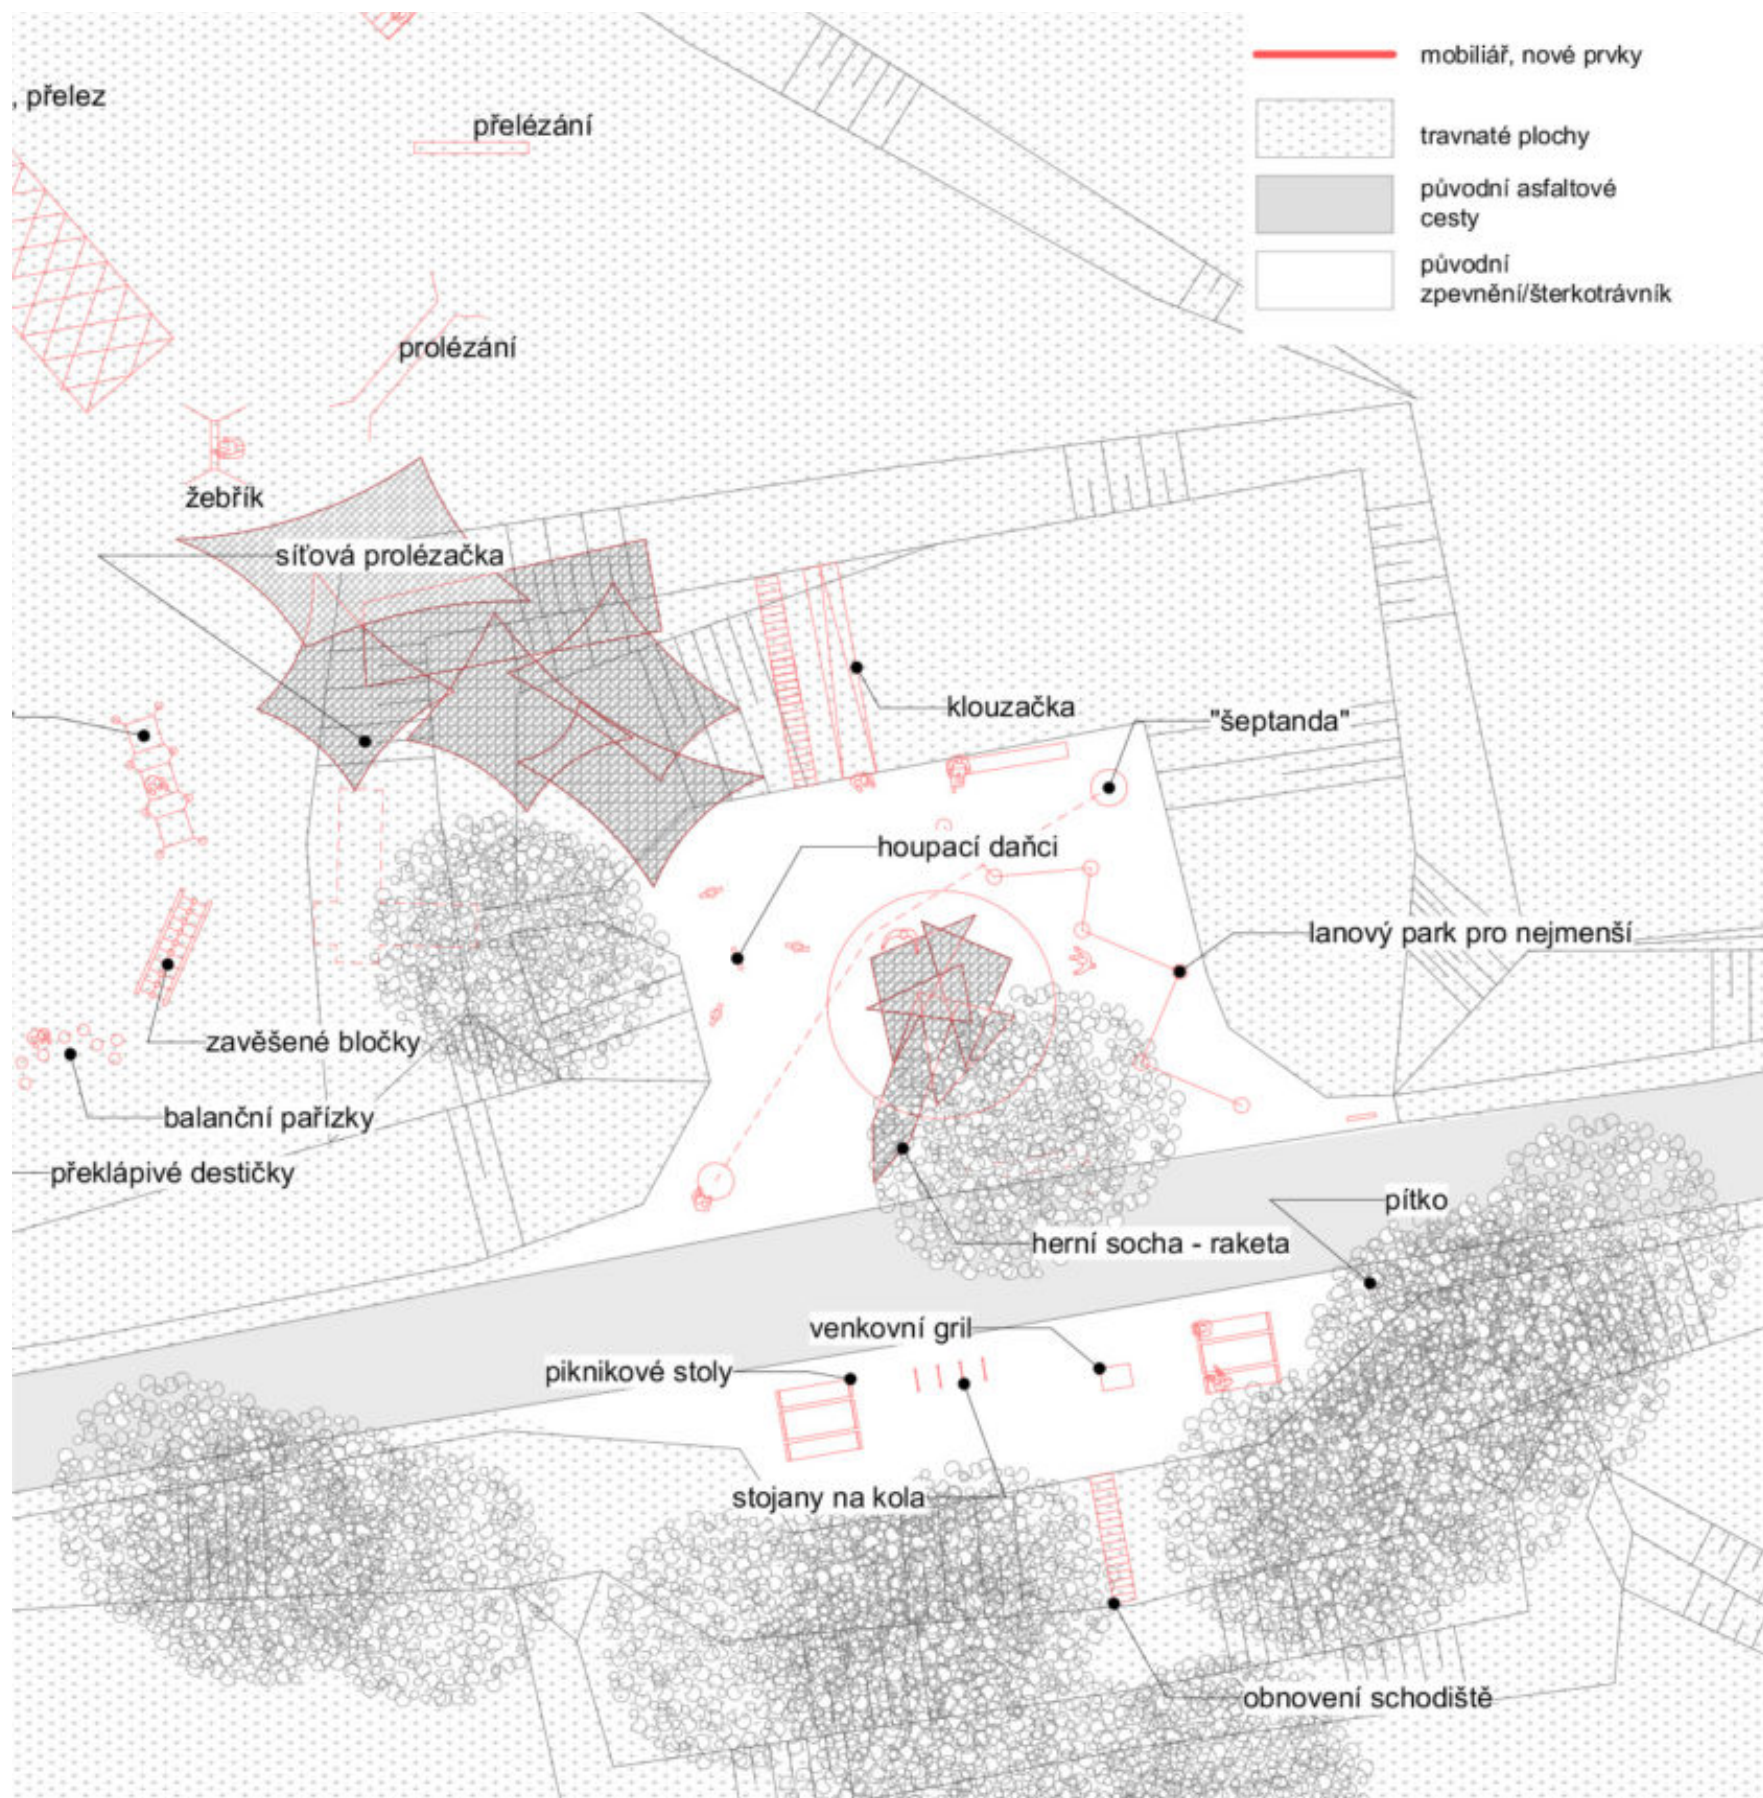 mobiliář, nové prvky
travnaté plochy
původní asfaltové
cesty
původní
zpevnění/šterkotrávník
, přelez
přelézání
prolézání
žebřík
síťová prolézačka
klouzačka
"šeptanda"
houpací daňci
lanový park pro nejmenší
zavěšené bločky
balanční pařízky
překlápivé destičky
pítko
herní socha - raketa
venkovní gril
piknikové stoly
stojany na kola
obnovení schodiště